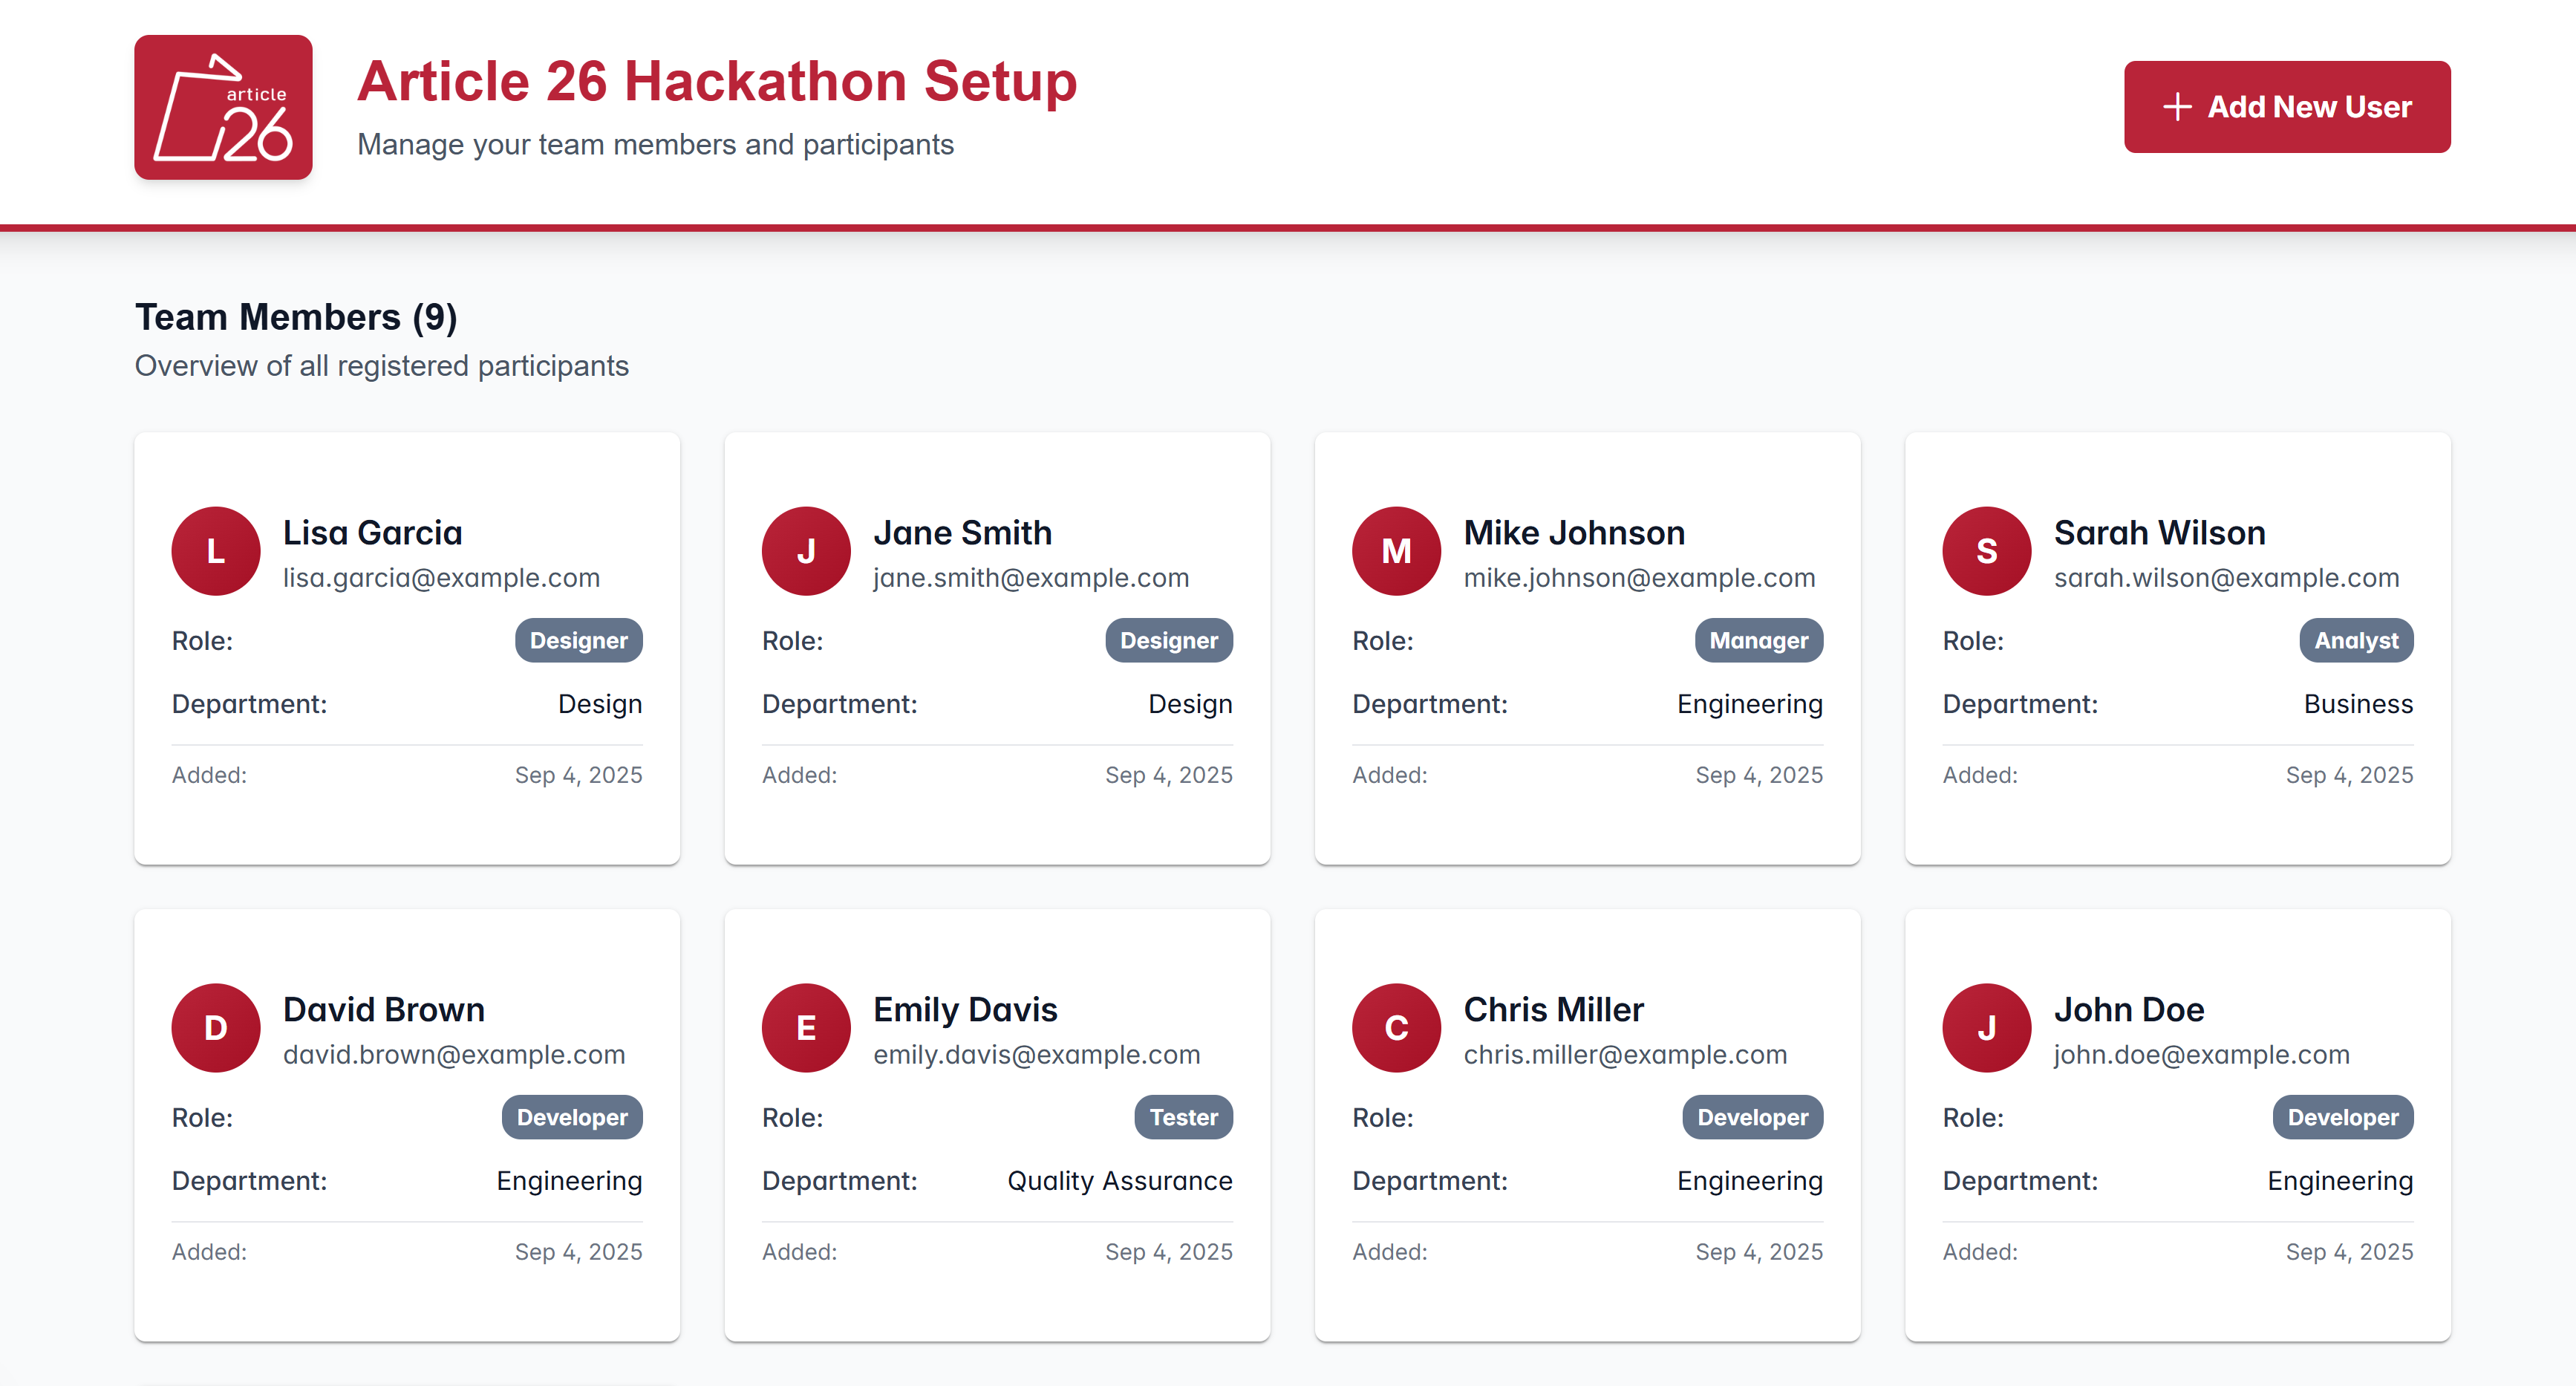 article
26
Article 26 Hackathon Setup
Manage your team members and participants
+ Add New User
Team Members (9)
Overview of all registered participants
L
Lisa Garcia
lisa.garcia@example.com
Role: Designer
Department: Design
Added: Sep 4, 2025
J
Jane Smith
jane.smith@example.com
Role: Designer
Department: Design
Added: Sep 4, 2025
M
Mike Johnson
mike.johnson@example.com
Role: Manager
Department: Engineering
Added: Sep 4, 2025
S
Sarah Wilson
sarah.wilson@example.com
Role: Analyst
Department: Business
Added: Sep 4, 2025
D
David Brown
david.brown@example.com
Role: Developer
Department: Engineering
Added: Sep 4, 2025
E
Emily Davis
emily.davis@example.com
Role: Tester
Department: Quality Assurance
Added: Sep 4, 2025
C
Chris Miller
chris.miller@example.com
Role: Developer
Department: Engineering
Added: Sep 4, 2025
J
John Doe
john.doe@example.com
Role: Developer
Department: Engineering
Added: Sep 4, 2025